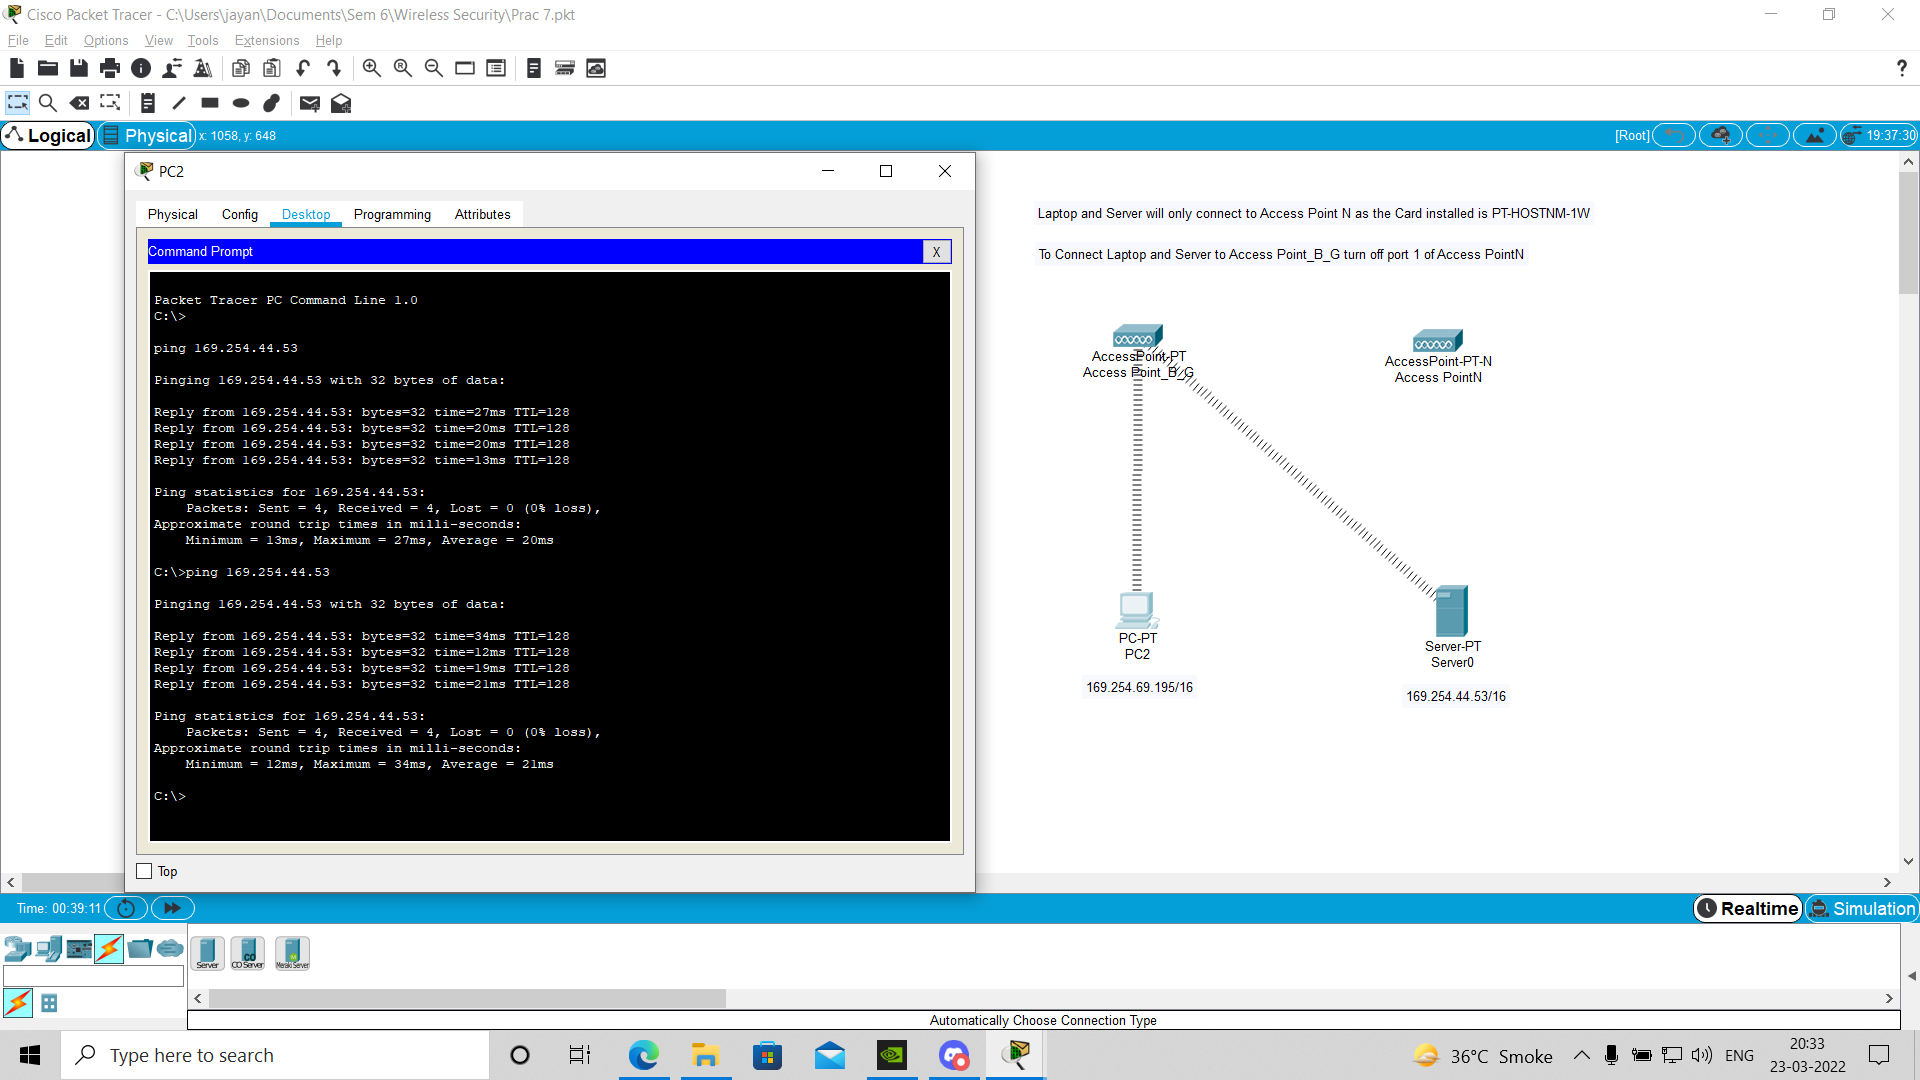 Cisco Packet Tracer - C:\Users\jayan\Documents\Sem 6\Wireless Security\Prac 7.pkt
File Edit Options View Tools Extensions Help
Logical Physical x: 1058, y: 648 [Root] 19:37:30
PC2
Physical Config Desktop Programming Attributes
Command Prompt X
Packet Tracer PC Command Line 1.0
C:\>
ping 169.254.44.53
Pinging 169.254.44.53 with 32 bytes of data:
Reply from 169.254.44.53: bytes=32 time=27ms TTL=128
Reply from 169.254.44.53: bytes=32 time=20ms TTL=128
Reply from 169.254.44.53: bytes=32 time=20ms TTL=128
Reply from 169.254.44.53: bytes=32 time=13ms TTL=128
Ping statistics for 169.254.44.53:
Packets: Sent = 4, Received = 4, Lost = 0 (0% loss),
Approximate round trip times in milli-seconds:
Minimum = 13ms, Maximum = 27ms, Average = 20ms
C:\>ping 169.254.44.53
Pinging 169.254.44.53 with 32 bytes of data:
Reply from 169.254.44.53: bytes=32 time=34ms TTL=128
Reply from 169.254.44.53: bytes=32 time=12ms TTL=128
Reply from 169.254.44.53: bytes=32 time=19ms TTL=128
Reply from 169.254.44.53: bytes=32 time=21ms TTL=128
Ping statistics for 169.254.44.53:
Packets: Sent = 4, Received = 4, Lost = 0 (0% loss),
Approximate round trip times in milli-seconds:
Minimum = 12ms, Maximum = 34ms, Average = 21ms
C:\>
Top
Laptop and Server will only connect to Access Point N as the Card installed is PT-HOSTNM-1W
To Connect Laptop and Server to Access Point_B_G turn off port 1 of Access PointN
AccessPoint-PT
Access Point_B_G
AccessPoint-PT-N
Access PointN
PC-PT
PC2
169.254.69.195/16
Server-PT
Server0
169.254.44.53/16
Time: 00:39:11 Realtime Simulation
Server CO Server Meraki Server
Automatically Choose Connection Type
Type here to search
36°C Smoke ENG
20:33
23-03-2022